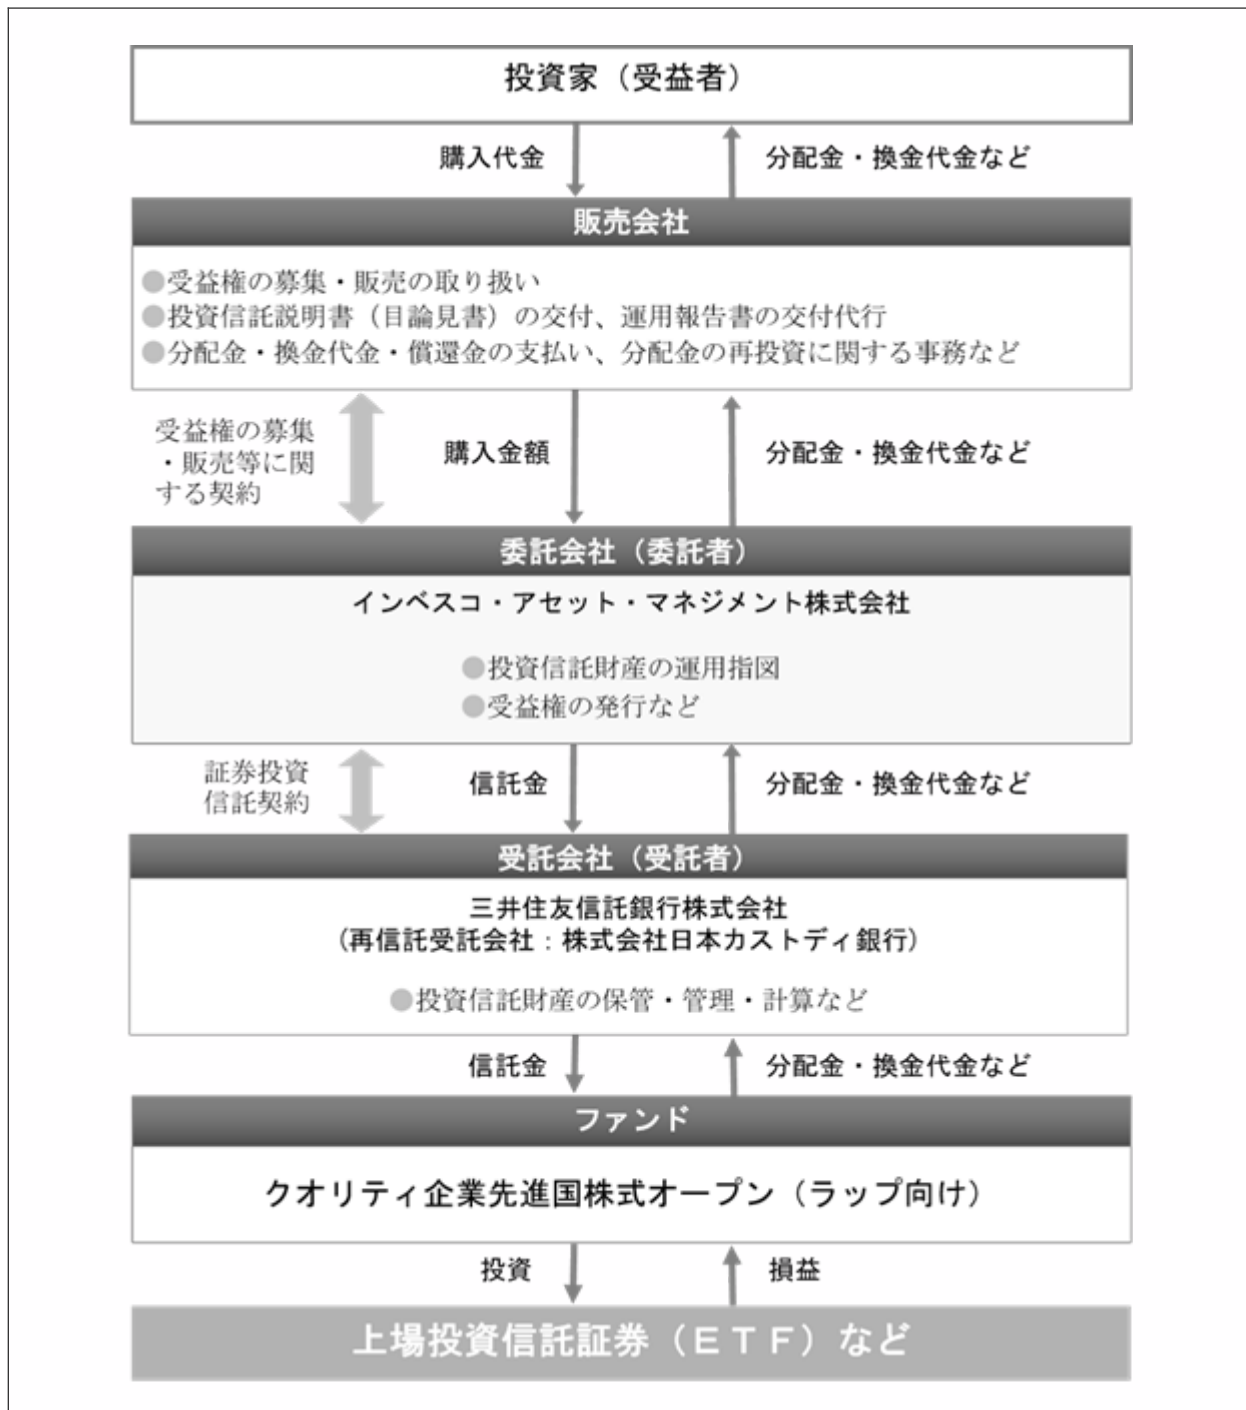 投資家（受益者）
購入代金
分配金・換金代金など
販売会社
●受益権の募集・販売の取り扱い
●投資信託説明書（目論見書）の交付、運用報告書の交付代行
●分配金・換金代金・償還金の支払い、分配金の再投資に関する事務など
受益権の募集
・販売等に関
する契約
購入金額
分配金・換金代金など
委託会社（委託者）
インベスコ・アセット・マネジメント株式会社
●投資信託財産の運用指図
●受益権の発行など
証券投資
信託契約
信託金
分配金・換金代金など
受託会社（受託者）
三井住友信託銀行株式会社
(再信託受託会社：株式会社日本カストディ銀行)
●投資信託財産の保管・管理・計算など
信託金
分配金・換金代金など
ファンド
クオリティ企業先進国株式オープン（ラップ向け）
投資
損益
上場投資信託証券（ＥＴＦ）など